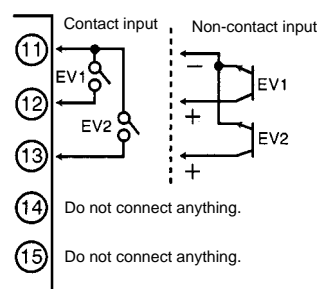 Contact input
Non-contact input
11
EV1
12
EV2
13
−
EV1
+
EV2
+
14 Do not connect anything.
15 Do not connect anything.